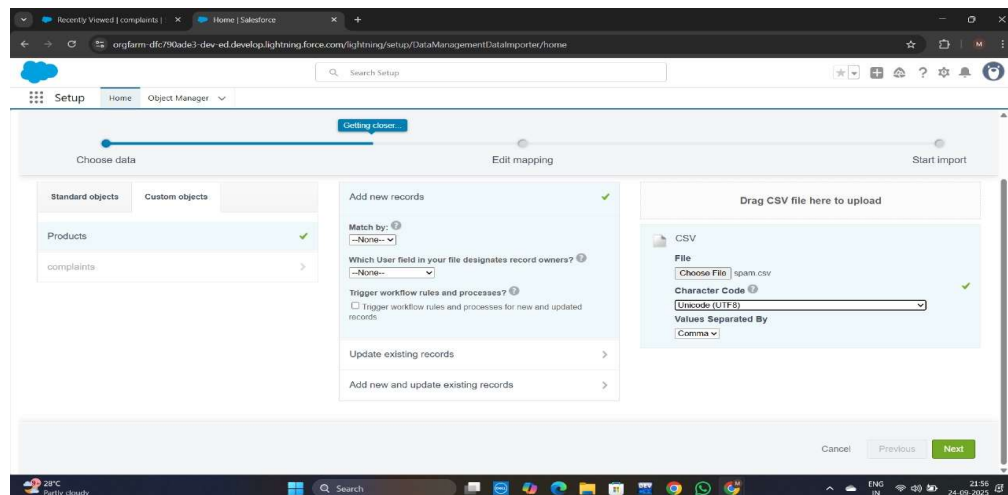 Recently Viewed | complaints |
Home | Salesforce
orgfarm-dfc790ade3-dev-ed.develop.lightning.force.com/lightning/setup/DataManagementDataImporter/home
M
Search Setup
Setup
Home
Object Manager
Getting closer...
Choose data
Edit mapping
Start import
Standard objects
Custom objects
Products
complaints
Add new records
Match by:
--None--
Which User field in your file designates record owners?
--None--
Trigger workflow rules and processes?
Trigger workflow rules and processes for new and updated
records
Update existing records
Add new and update existing records
Drag CSV file here to upload
CSV
File
Choose File spam.csv
Character Code
Unicode (UTF8)
Values Separated By
Comma
Cancel
Previous
Next
28°C
Partly cloudy
Search
ENG
IN
21:56
24-09-2025